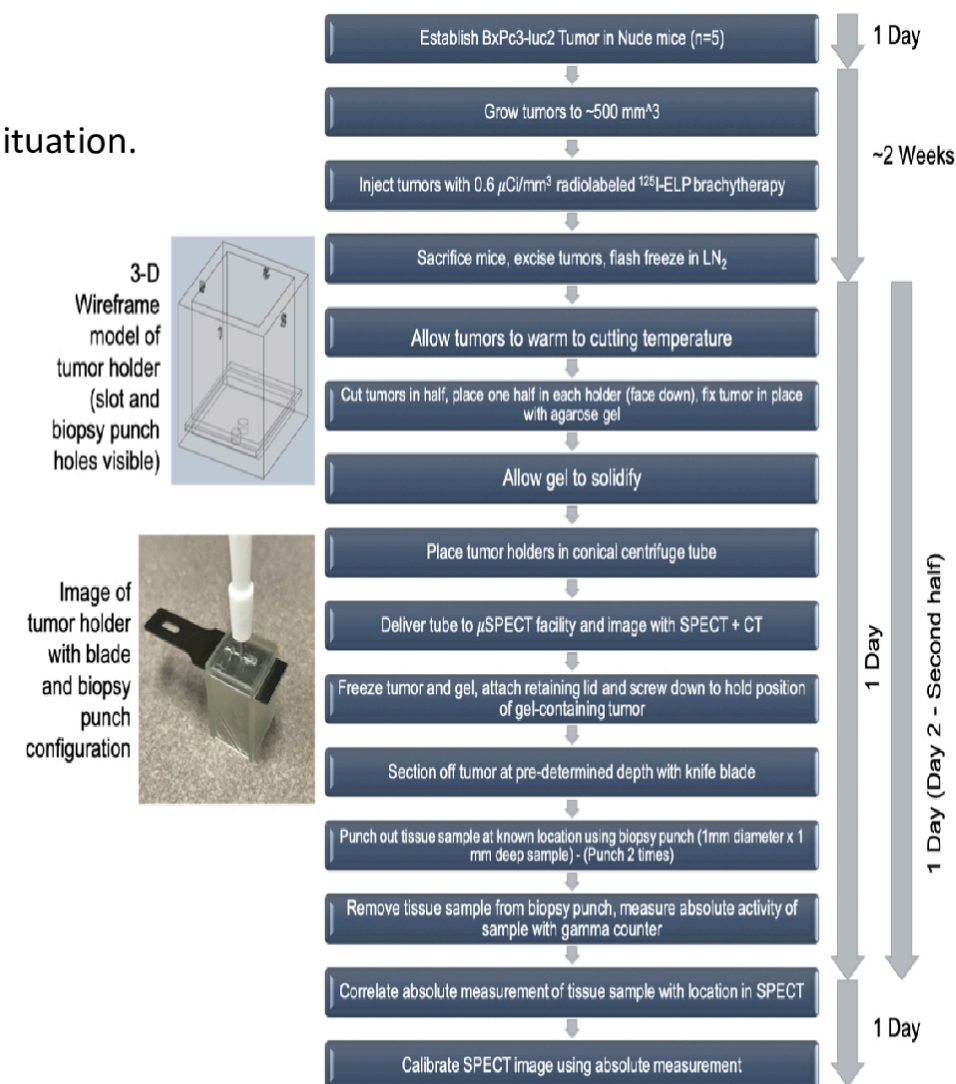 ituation.
Establish BxPc3-luc2 Tumor in Nude mice (n=5)
1 Day
Grow tumors to ~500 mm^3
~2 Weeks
Inject tumors with 0.6 μCi/mm³ radiolabeled ¹²⁵I-ELP brachytherapy
Sacrifice mice, excise tumors, flash freeze in LN₂
3-D
Wireframe
model of
tumor holder
(slot and
biopsy punch
holes visible)
Allow tumors to warm to cutting temperature
Cut tumors in half, place one half in each holder (face down), fix tumor in place
with agarose gel
Allow gel to solidify
Place tumor holders in conical centrifuge tube
Image of
tumor holder
with blade
and biopsy
punch
configuration
Deliver tube to μSPECT facility and image with SPECT + CT
Freeze tumor and gel, attach retaining lid and screw down to hold position
of gel-containing tumor
Section off tumor at pre-determined depth with knife blade
Punch out tissue sample at known location using biopsy punch (1mm diameter x 1
mm deep sample) - (Punch 2 times)
Remove tissue sample from biopsy punch, measure absolute activity of
sample with gamma counter
1 Day
1 Day (Day 2 - Second half)
Correlate absolute measurement of tissue sample with location in SPECT
Calibrate SPECT image using absolute measurement
1 Day